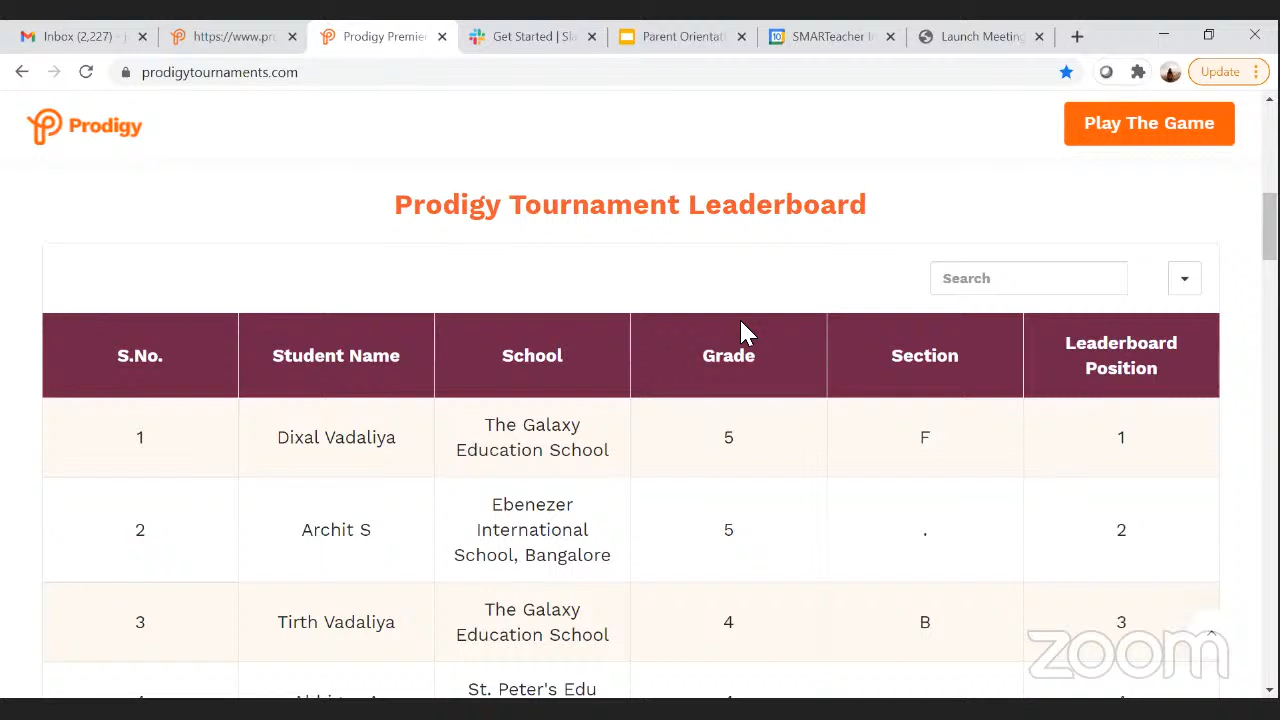 Inbox (2,227) -
https://www.pr
Prodigy Premie
Get Started | Sl
Parent Orientat
SMARTeacher I
Launch Meeting
prodigytournaments.com
Update
Prodigy
Play The Game
Prodigy Tournament Leaderboard
Search
S.No. Student Name School Grade Section Leaderboard Position
1 Dixal Vadaliya The Galaxy Education School 5 F 1
2 Archit S Ebenezer International School, Bangalore 5 . 2
3 Tirth Vadaliya The Galaxy Education School 4 B 3
St. Peter's Edu
zoom